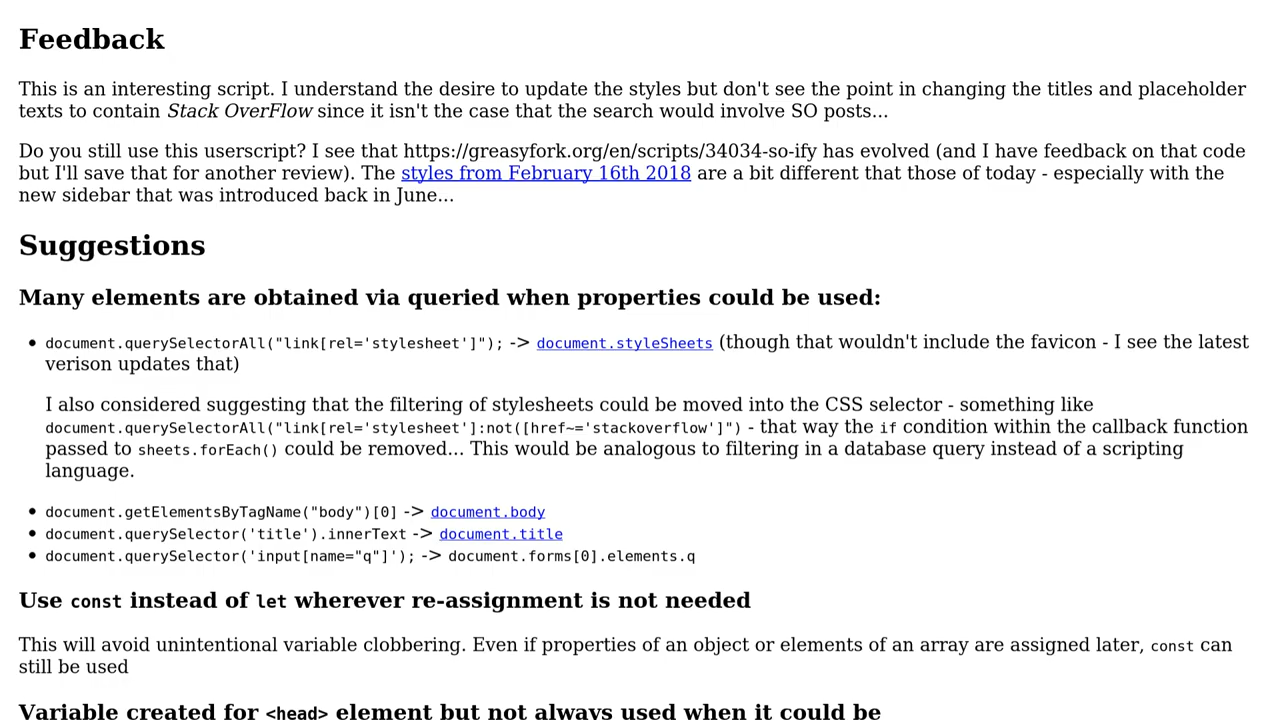 Feedback
This is an interesting script. I understand the desire to update the styles but don't see the point in changing the titles and placeholder
texts to contain Stack OverFlow since it isn't the case that the search would involve SO posts...
Do you still use this userscript? I see that https://greasyfork.org/en/scripts/34034-so-ify has evolved (and I have feedback on that code
but I'll save that for another review). The styles from February 16th 2018 are a bit different that those of today - especially with the
new sidebar that was introduced back in June...
Suggestions
Many elements are obtained via queried when properties could be used:
• document.querySelectorAll("link[rel='stylesheet']"); -> document.styleSheets (though that wouldn't include the favicon - I see the latest
verison updates that)
I also considered suggesting that the filtering of stylesheets could be moved into the CSS selector - something like
document.querySelectorAll("link[rel='stylesheet']:not([href~='stackoverflow']") - that way the if condition within the callback function
passed to sheets.forEach() could be removed... This would be analogous to filtering in a database query instead of a scripting
language.
• document.getElementsByTagName("body")[0] -> document.body
• document.querySelector('title').innerText -> document.title
• document.querySelector('input[name="q"]'); -> document.forms[0].elements.q
Use const instead of let wherever re-assignment is not needed
This will avoid unintentional variable clobbering. Even if properties of an object or elements of an array are assigned later, const can
still be used
Variable created for <head> element but not always used when it could be